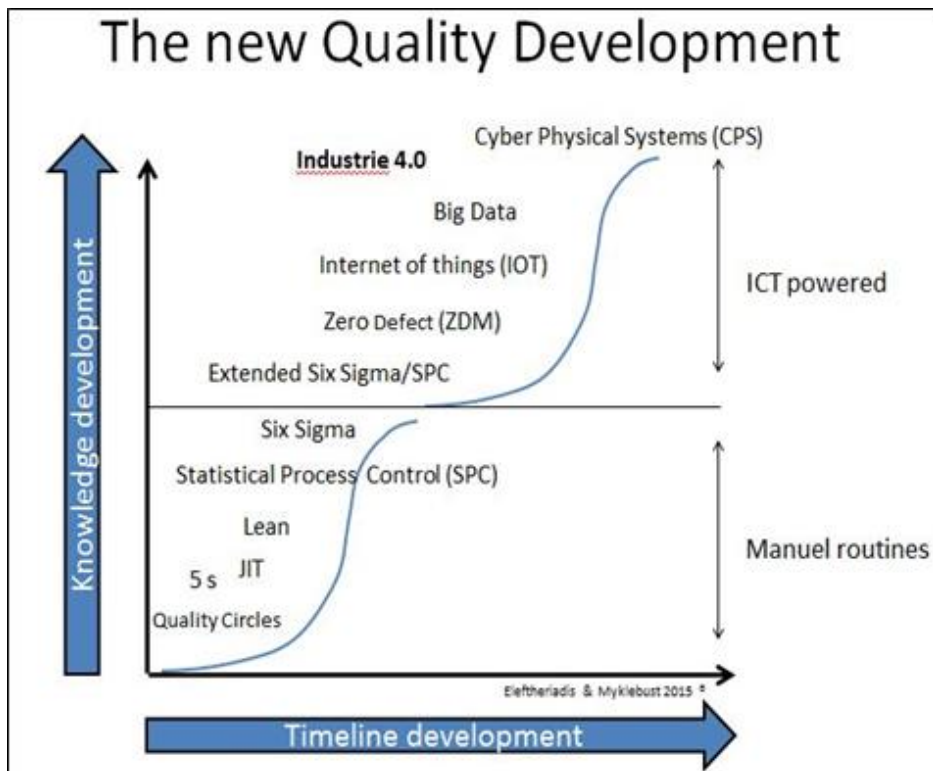 The new Quality Development
Cyber Physical Systems (CPS)
Industrie 4.0
Big Data
Internet of things (IOT)
ICT powered
Zero Defect (ZDM)
Extended Six Sigma/SPC
Knowledge development
Six Sigma
Statistical Process Control (SPC)
Lean
Manuel routines
5 s JIT
Quality Circles
Eleftheriadis & Myklebust 2015 ©
Timeline development